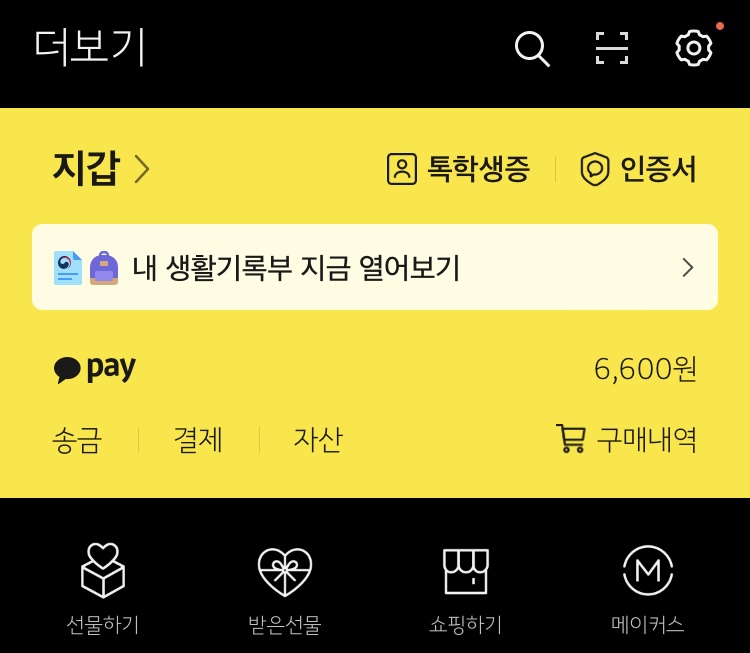 더보기
지갑 톡학생증 인증서
내 생활기록부 지금 열어보기
pay 6,600원
송금 결제 자산 구매내역
선물하기 받은선물 쇼핑하기 메이커스